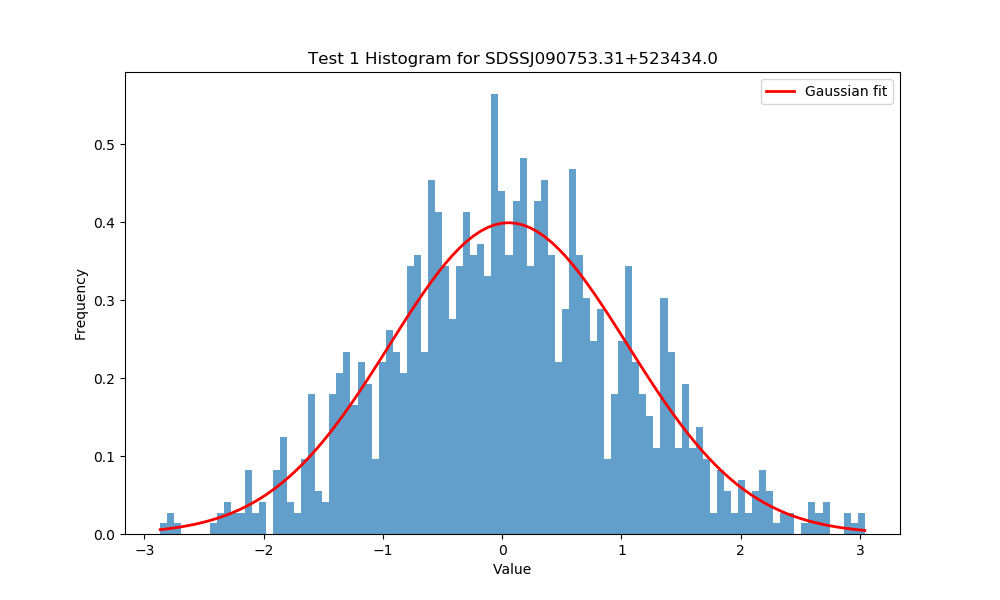 Test 1 Histogram for SDSSJ090753.31+523434.0
Gaussian fit
0.5
0.4
0.3
0.2
0.1
0.0
Frequency
−3 −2 −1 0 1 2 3
Value